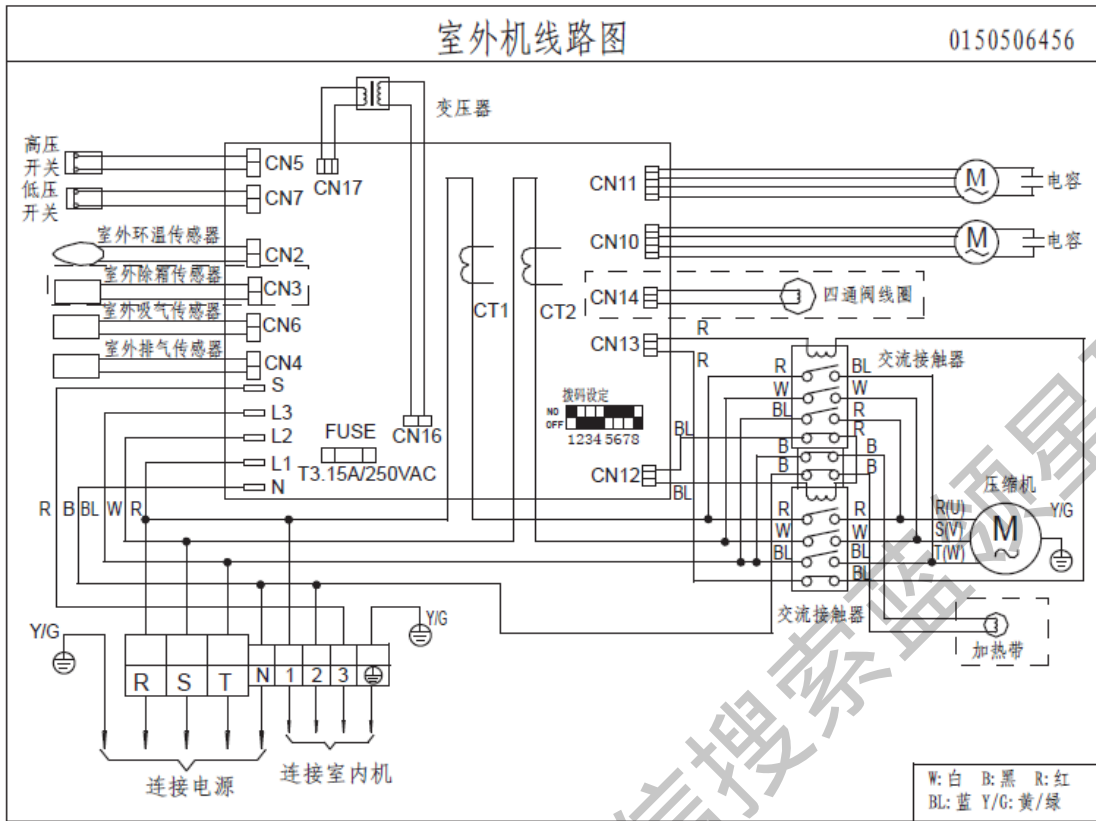 室外机线路图
0150506456
变压器
高压
开关
CN5
CN17
低压
开关
CN7
CN11
M
电容
室外环温传感器
CN2
CN10
M
电容
室外除霜传感器
CN3
CN14
四通阀线圈
室外吸气传感器
CN6
CT1
CT2
CN13
R
R
交流接触器
室外排气传感器
CN4
S
L3
L2
L1
N
FUSE
T3.15A/250VAC
CN16
拨码设定
NO
OFF
1234 5678
CN12
BL
BL
R
W
BL
B
B
BL
W
R
R
B
B
R
W
BL
R
W
BL
BL
压缩机
R(U)
S(V)
T(W)
M
Y/G
R
B
BL
W
R
交流接触器
加热带
Y/G
Y/G
R
S
T
N
1
2
3
连接电源
连接室内机
W:白 B:黑 R:红
BL:蓝 Y/G:黄/绿
信搜索蓝领星